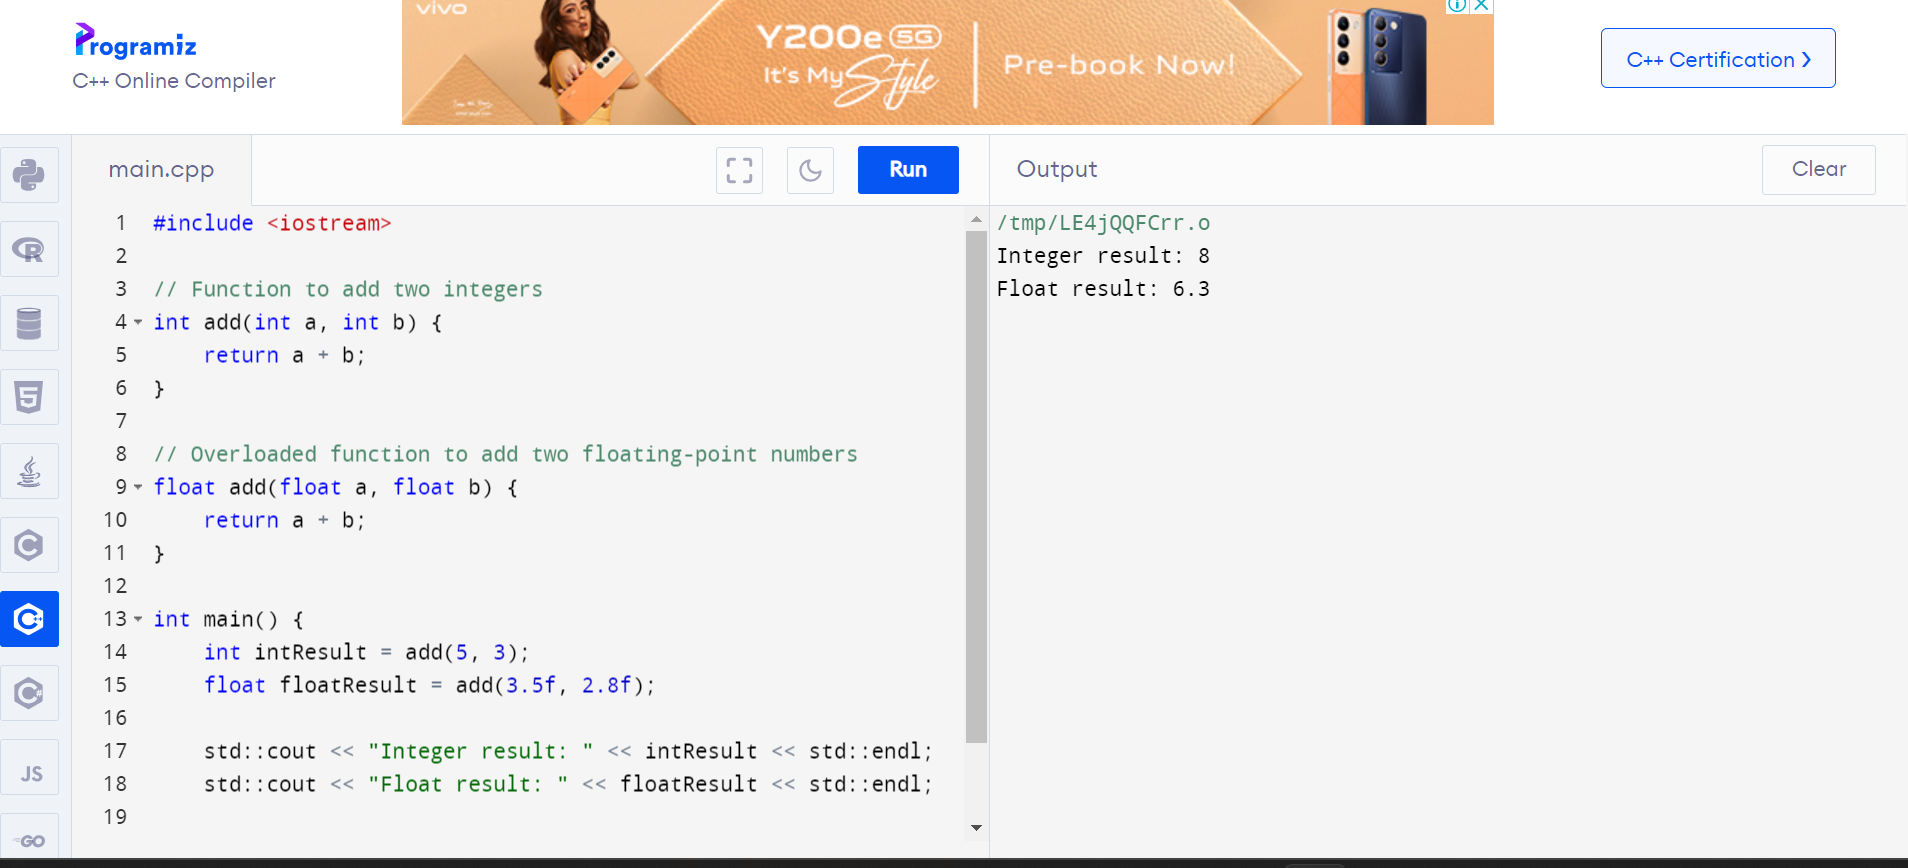 Programiz
C++ Online Compiler
vivo
Y200e 5G
It's My Style
Pre-book Now!
C++ Certification ❯
main.cpp
Run
Output
Clear
1 #include <iostream>
2
3 // Function to add two integers
4 int add(int a, int b) {
5     return a + b;
6 }
7
8 // Overloaded function to add two floating-point numbers
9 float add(float a, float b) {
10     return a + b;
11 }
12
13 int main() {
14     int intResult = add(5, 3);
15     float floatResult = add(3.5f, 2.8f);
16
17     std::cout << "Integer result: " << intResult << std::endl;
18     std::cout << "Float result: " << floatResult << std::endl;
19
/tmp/LE4jQQFCrr.o
Integer result: 8
Float result: 6.3
R
5
C
C++
C#
JS
GO